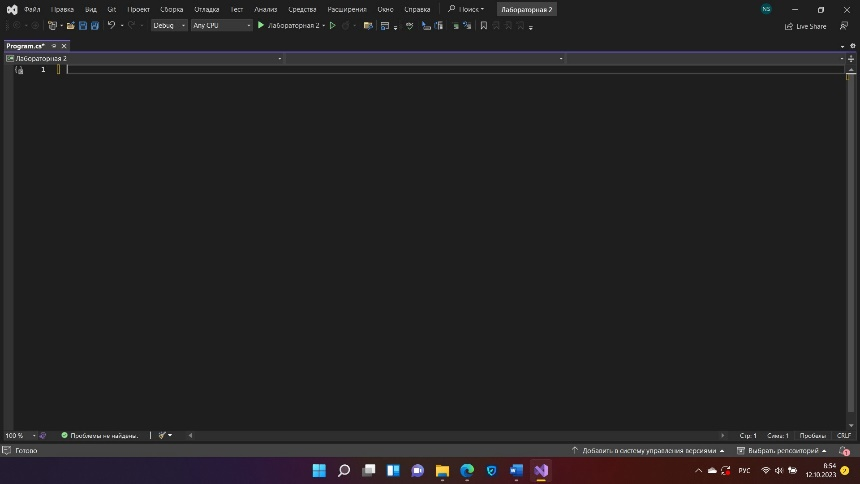 Файл Правка Вид Git Проект Сборка Отладка Тест Анализ Средства Расширения Окно Справка Поиск Лабораторная 2 NG
Debug Any CPU Лабораторная 2 Live Share
Program.cs*
Лабораторная 2
1
100 % Проблемы не найдены. Стр: 1 Симв: 1 Пробелы CRLF
Готово Добавить в систему управления версиями Выбрать репозиторий 1
РУС 8:54
12.10.2023